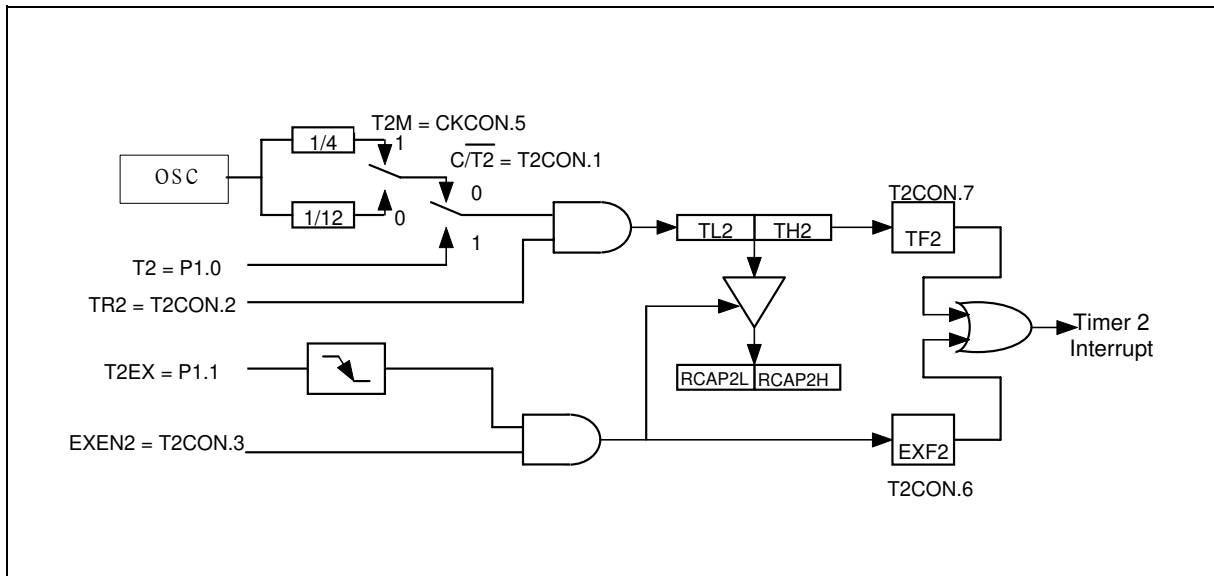 T2M = CKCON.5
1/4
1
C/T2 = T2CON.1
OSC
0
T2CON.7
1/12
0
TL2
TH2
TF2
1
T2 = P1.0
TR2 = T2CON.2
Timer 2
Interrupt
T2EX = P1.1
RCAP2L
RCAP2H
EXEN2 = T2CON.3
EXF2
T2CON.6